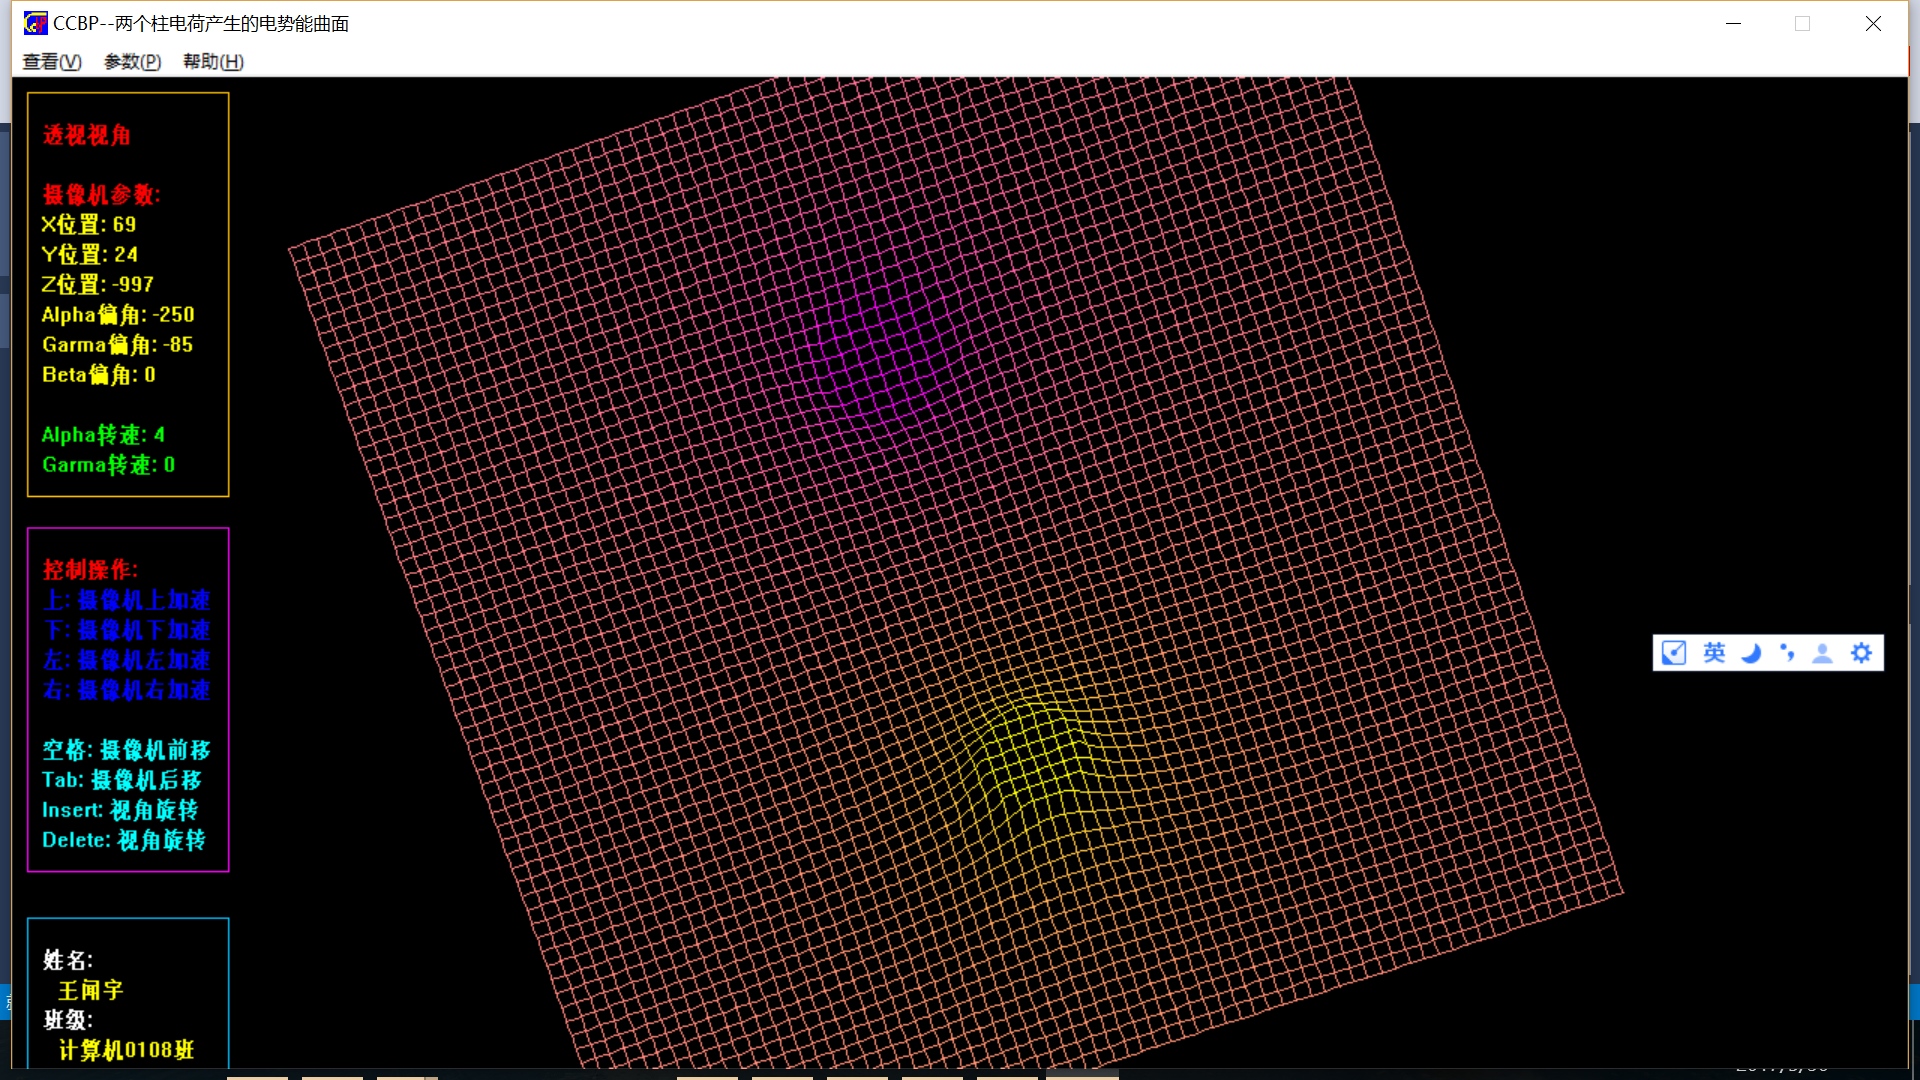 CCBP--两个柱电荷产生的电势能曲面
查看(V) 参数(P) 帮助(H)
透视视角
摄像机参数:
X位置: 69
Y位置: 24
Z位置: -997
Alpha偏角: -250
Garma偏角: -85
Beta偏角: 0
Alpha转速: 4
Garma转速: 0
控制操作:
上: 摄像机上加速
下: 摄像机下加速
左: 摄像机左加速
右: 摄像机右加速
空格: 摄像机前移
Tab: 摄像机后移
Insert: 视角旋转
Delete: 视角旋转
姓名:
王闻宇
班级:
计算机0108班
英